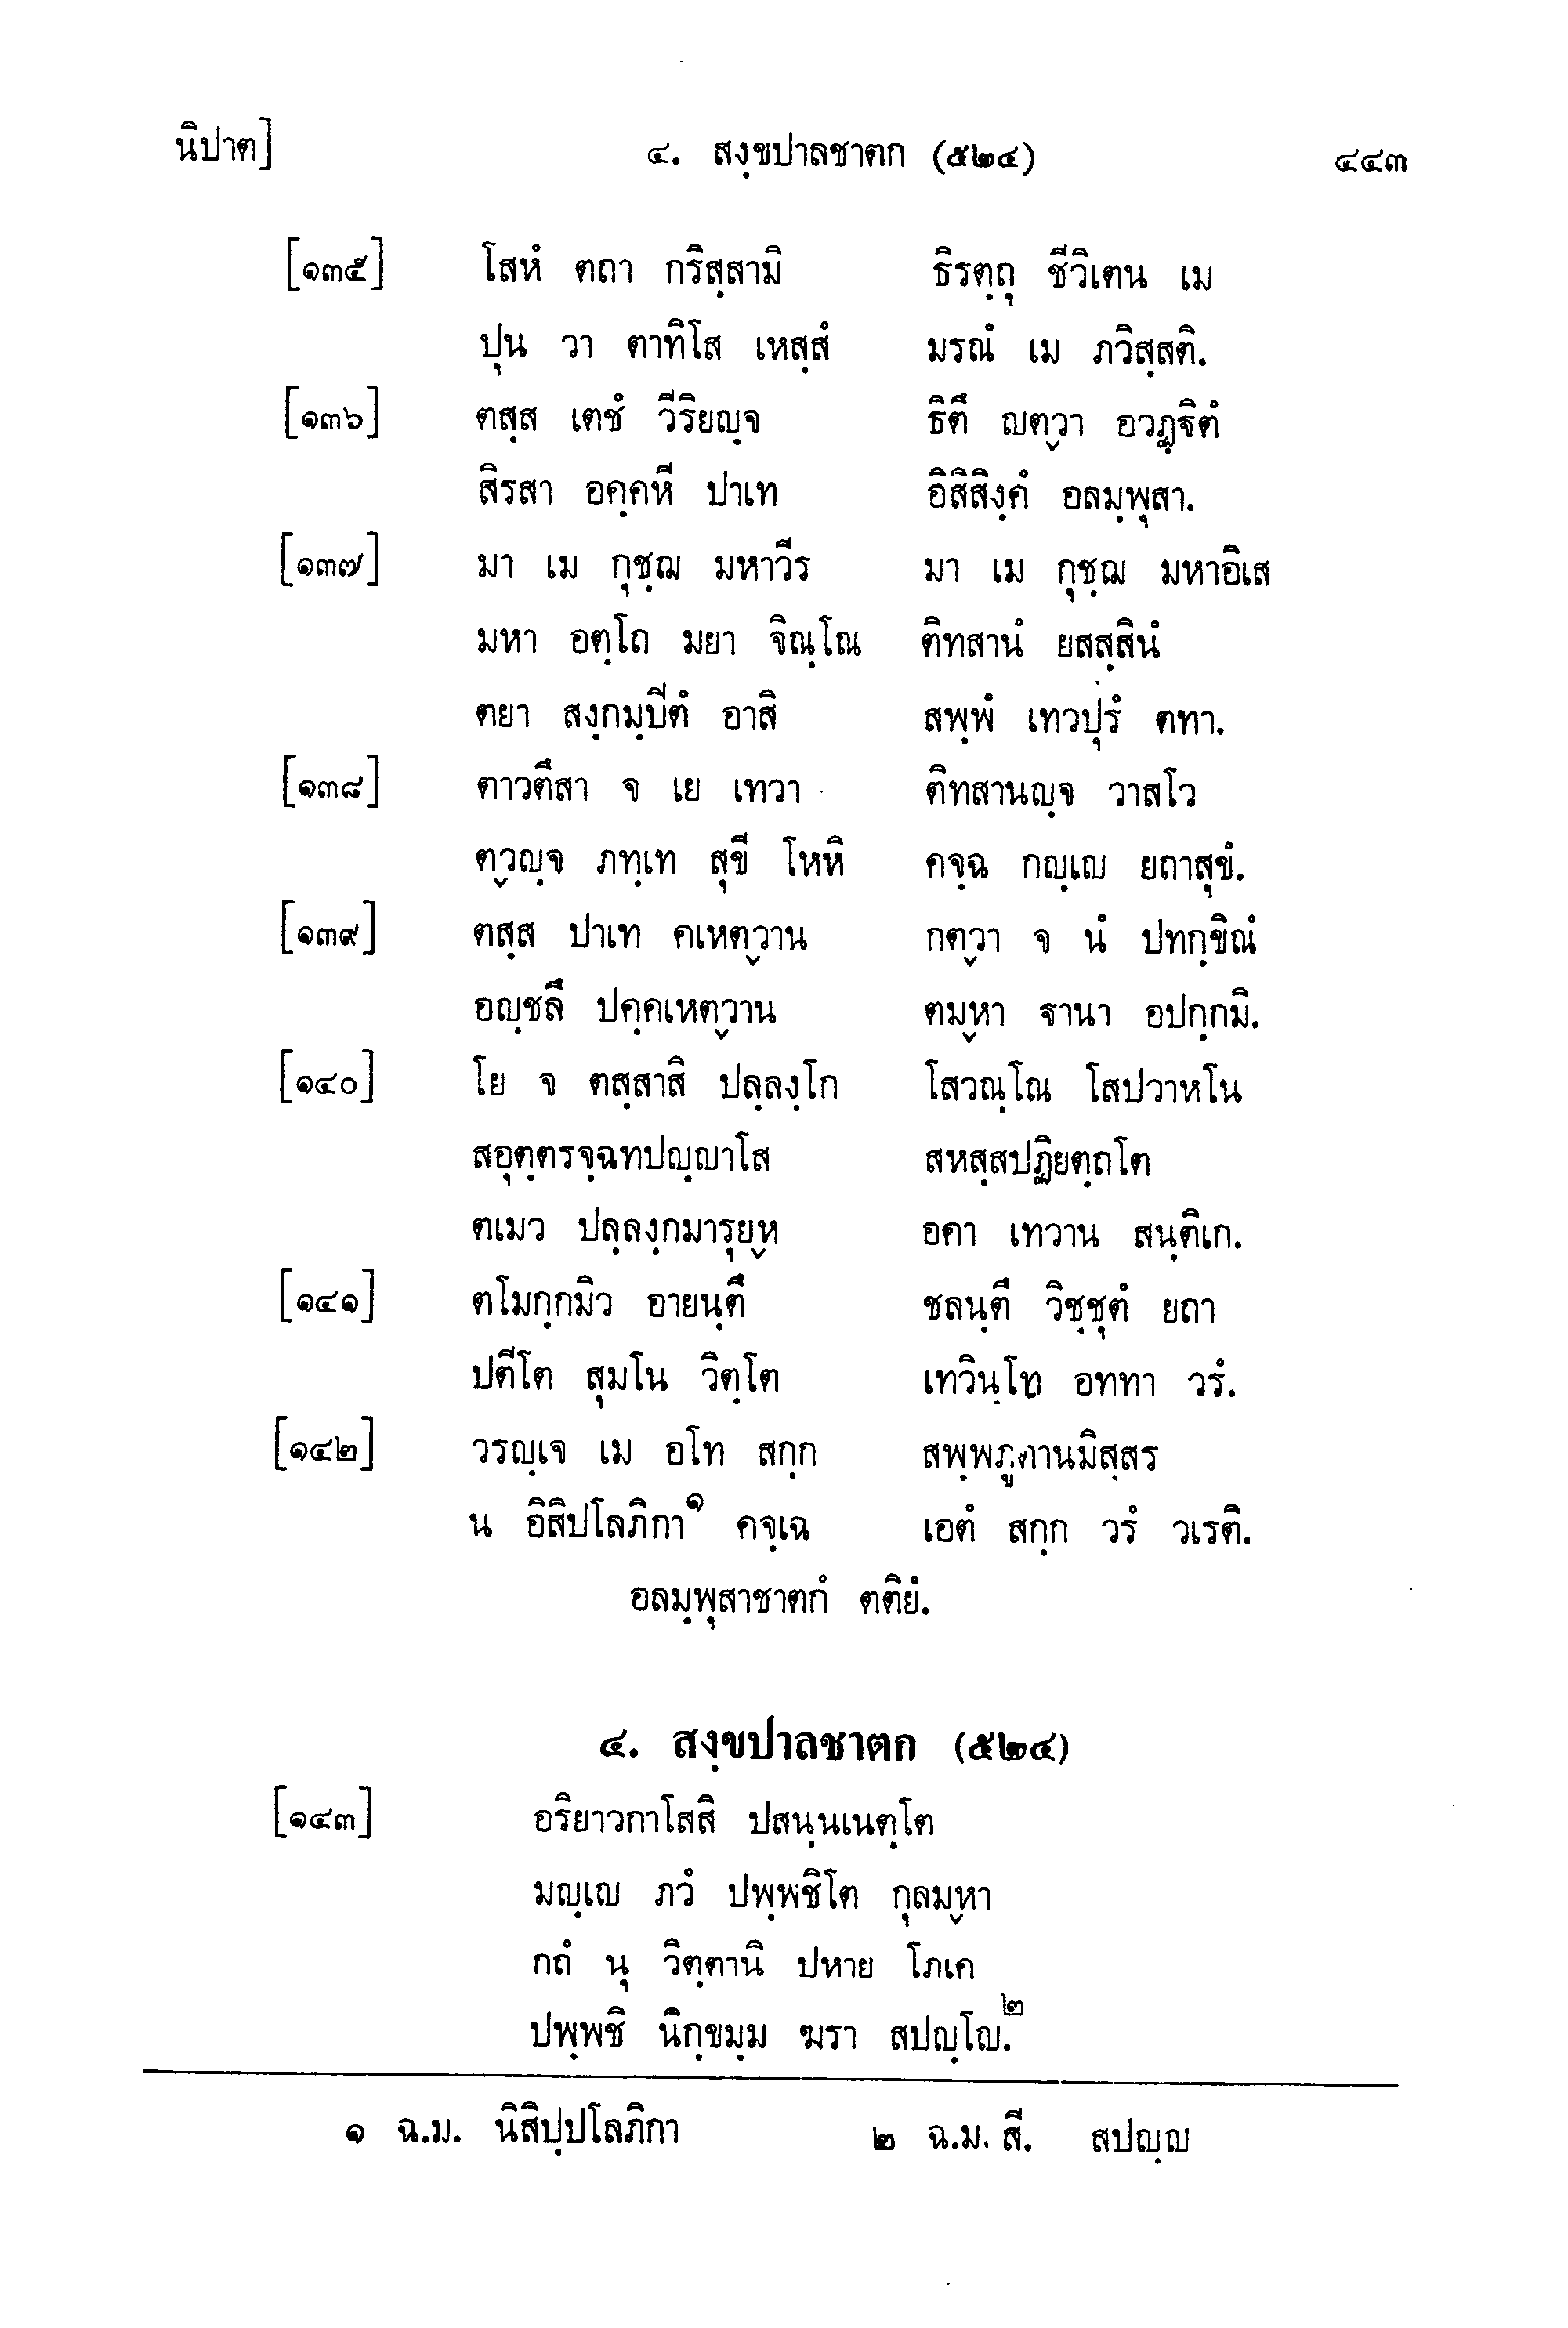 นิปาต] ๔. สงฺขปาลชาตก (๕๒๔) ๔๔๓
[๑๓๕] โสหํ ตถา กริสฺสามิ ธิรตฺถุ ชีวิเตน เม
ปุน วา ตาทิโส เหสฺสํ มรณํ เม ภวิสฺสติ.
[๑๓๖] ตสฺส เตชํ วีริยญฺจ ธิตึ ญตฺวา อวฏฺฐิตํ
สิรสา อคฺคหี ปาเท อิสิสิงฺคํ อลมฺพุสา.
[๑๓๗] มา เม กุชฺฌ มหาวีร มา เม กุชฺฌ มหาอิเส
มหา อตฺโถ มยา จิณฺโณ ติทสานํ ยสสฺสินํ
ตยา สงฺกมฺปิตํ อาสิ สพฺพํ เทวปุรํ ตทา.
[๑๓๘] ตาวตึสา จ เย เทวา ติทสานญฺจ วาสโว
ตฺวญฺจ ภทฺเท สุขี โหหิ คจฺฉ กญฺเญ ยถาสุขํ.
[๑๓๙] ตสฺส ปาเท คเหตฺวาน กตฺวา จ นํ ปทกฺขิณํ
อญฺชลึ ปคฺคเหตฺวาน ตมฺหา ฐานา อปกฺกมิ.
[๑๔๐] โย จ ตสฺสาสิ ปลฺลงฺโก โสวณฺโณ โสปวาหโน
สอุตฺตรจฺฉทปญฺญาโส สหสฺสปฏิยตฺถโต
ตเมว ปลฺลงฺกมารุยฺห อคา เทวาน สนฺติเก.
[๑๔๑] ตโมกฺกมิว อายนฺตึ ชลนฺตึ วิชฺชุตํ ยถา
ปตีโต สุมโน วิตฺโต เทวินฺโท อททา วรํ.
[๑๔๒] วรญฺเจ เม อโท สกฺก สพฺพภูตานมิสฺสร
น อิสิปโลภิกา๑ คจฺเฉ เอตํ สกฺก วรํ วเรติ.
อลมฺพุสาชาตกํ ตติยํ.
๔. สงฺขปาลชาตก (๕๒๔)
[๑๔๓] อริยาวกาโสสิ ปสนฺนเนตฺโต
มญฺเญ ภวํ ปพฺพชิโต กุลมฺหา
กถํ นุ วิตฺตานิ ปหาย โภเค
ปพฺพชิ นิกฺขมฺม ฆรา สปญฺโญ.๒
๑ ฉ.ม. นิสิปฺปโลภิกา ๒ ฉ.ม. สี. สปญฺญ